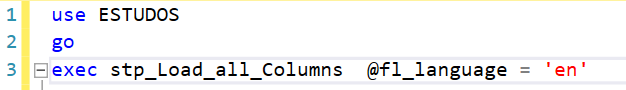 1 use ESTUDOS
2 go
3 exec stp_Load_all_Columns @fl_language = 'en'